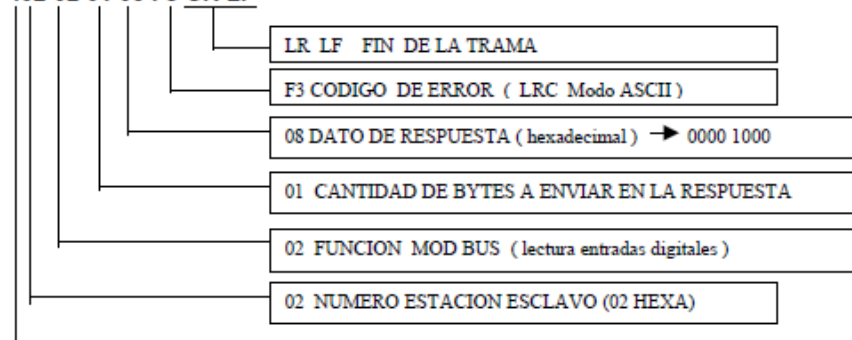 LR LF FIN DE LA TRAMA
F3 CODIGO DE ERROR ( LRC Modo ASCII )
08 DATO DE RESPUESTA ( hexadecimal ) → 0000 1000
01 CANTIDAD DE BYTES A ENVIAR EN LA RESPUESTA
02 FUNCION MOD BUS ( lectura entradas digitales )
02 NUMERO ESTACION ESCLAVO (02 HEXA)